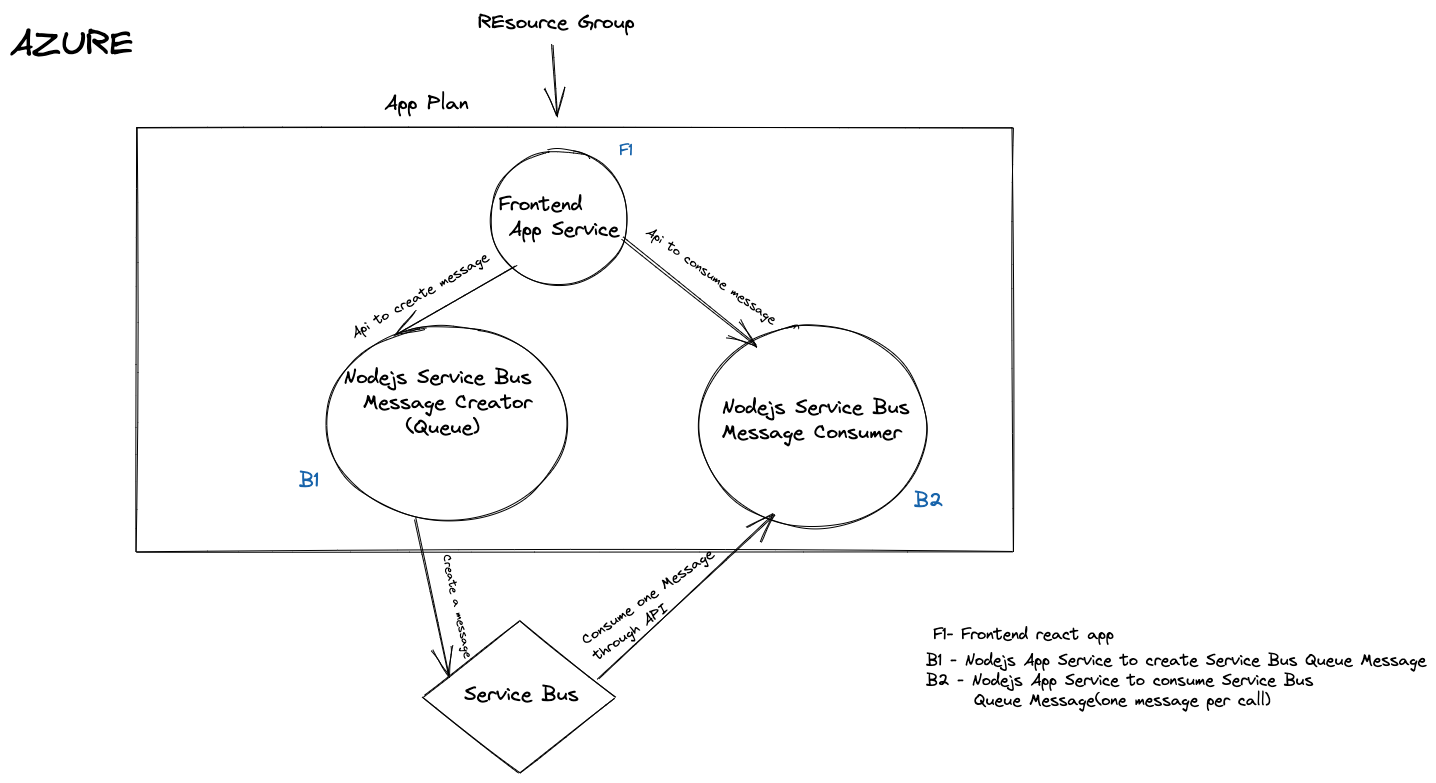 REsource Group
AZURE
App Plan
F1
Frontend
App Service
Api to create message
Api to consume message
Nodejs Service Bus
Message Creator
(Queue)
Nodejs Service Bus
Message Consumer
B1
B2
Create a message
Consume one Message
through API
Service Bus
F1- Frontend react app
B1 - Nodejs App Service to create Service Bus Queue Message
B2 - Nodejs App Service to consume Service Bus
Queue Message(one message per call)